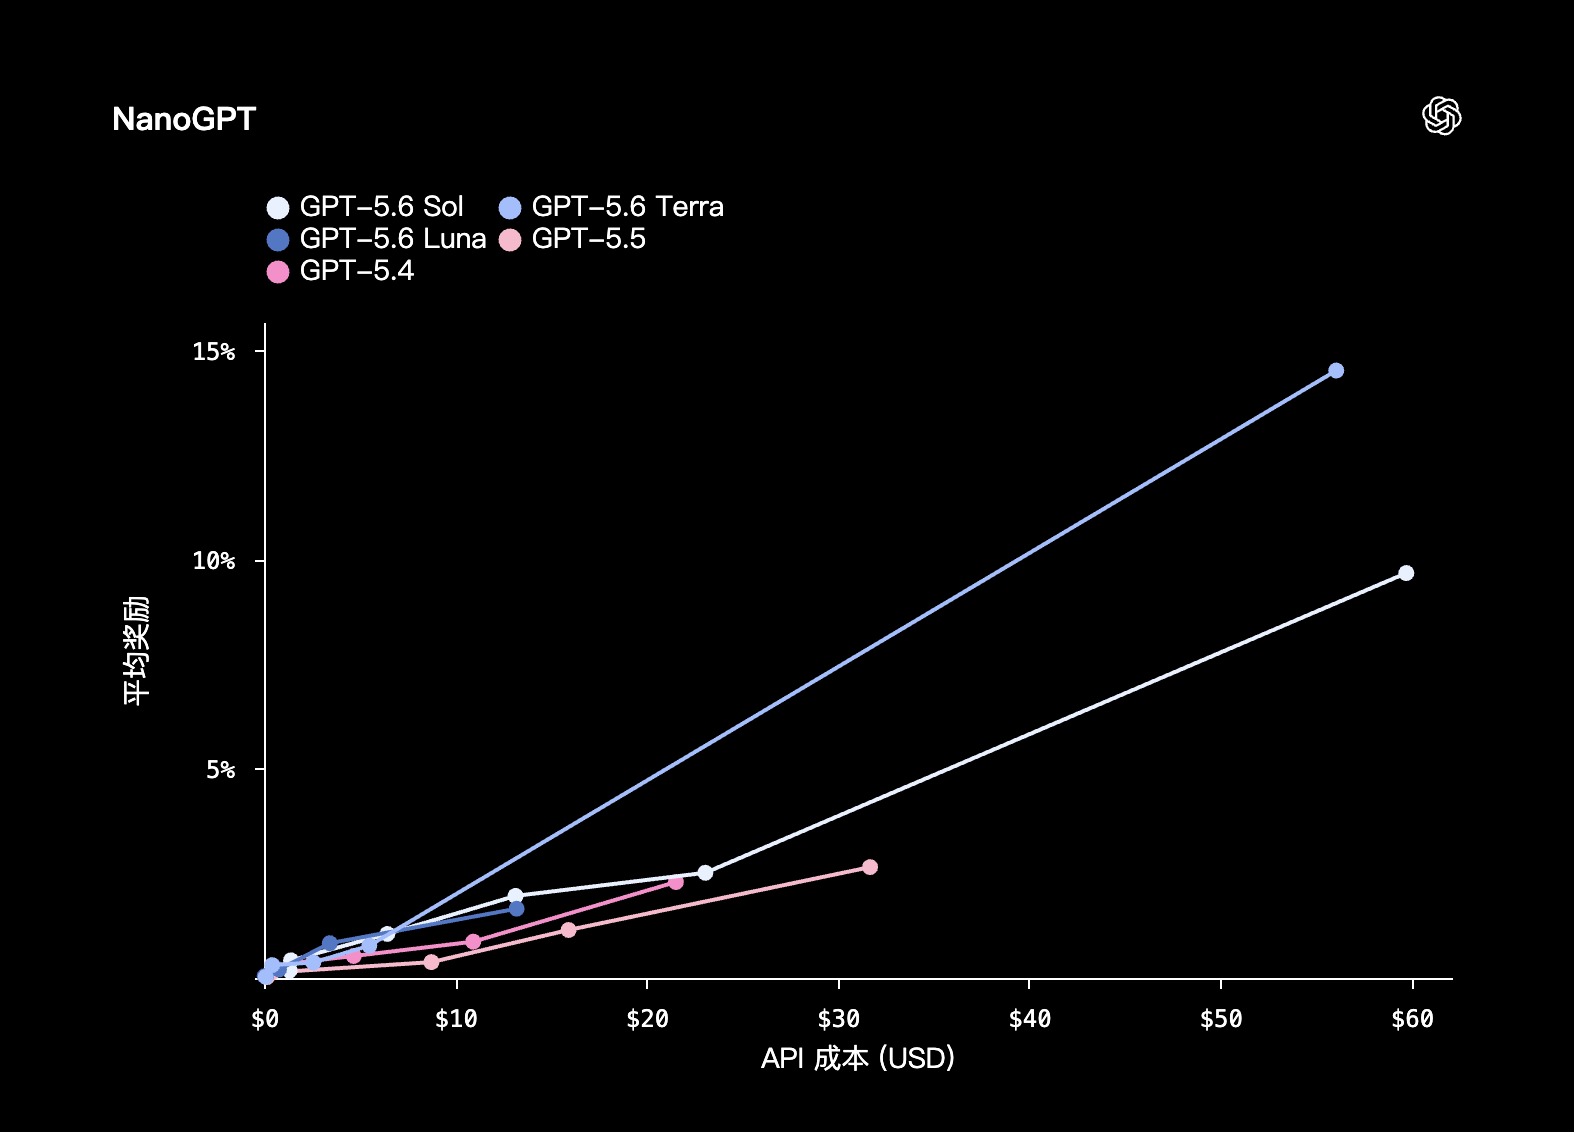 NanoGPT
GPT-5.6 Sol
GPT-5.6 Terra
GPT-5.6 Luna
GPT-5.5
GPT-5.4
15%
10%
5%
平均奖励
$0
$10
$20
$30
$40
$50
$60
API 成本 (USD)